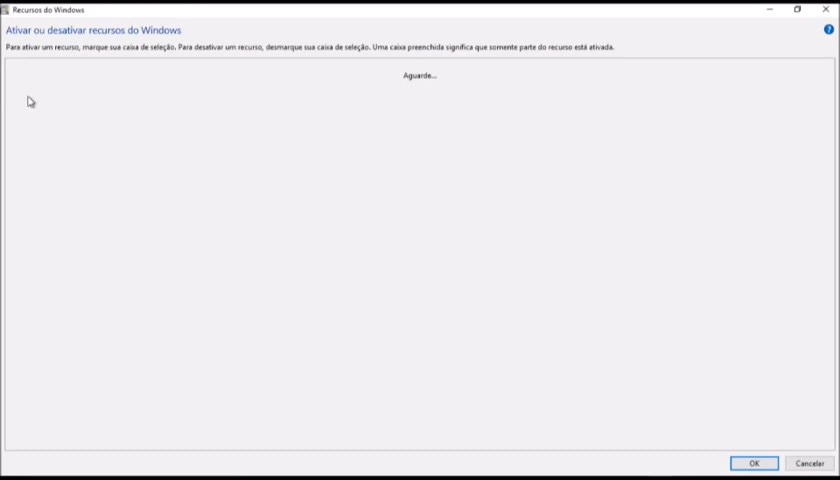 Recursos do Windows
Ativar ou desativar recursos do Windows
Para ativar um recurso, marque sua caixa de seleção. Para desativar um recurso, desmarque sua caixa de seleção. Uma caixa preenchida significa que somente parte do recurso está ativada.
Aguarde...
OK
Cancelar